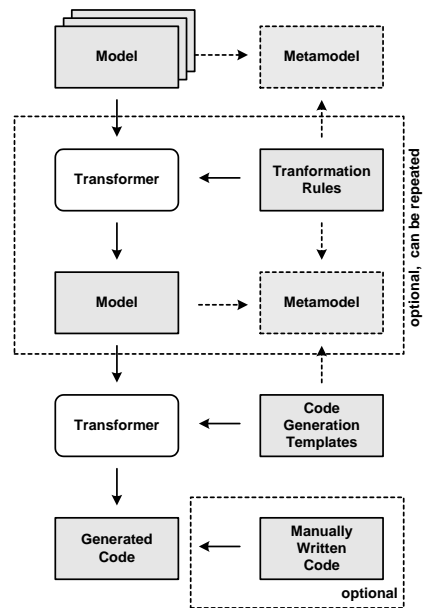 Model
Metamodel
Transformer
Tranformation
Rules
optional, can be repeated
Model
Metamodel
Transformer
Code
Generation
Templates
Generated
Code
Manually
Written
Code
optional